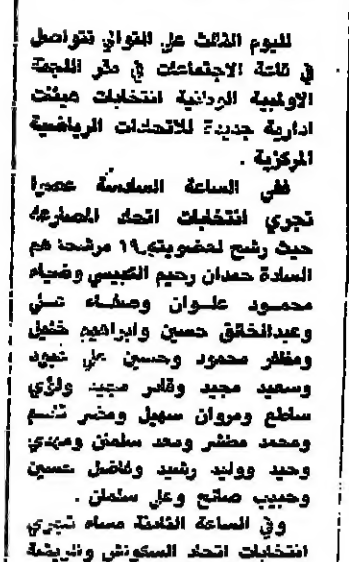 لليوم الثالث على التوالي تتواصل
في قاعة الاجتماعات في مقر اللجنة
الاولمبية الوطنية انتخابات هيئات
ادارية جديدة للاتحادات الرياضية
المركزية .
ففي الساعة السادسة عصرا
تجري انتخابات اتحاد المصارعة
حيث رشح لعضويته ١٩ مرشحا هم
السادة حمدان رحيم الكبيسي وضياء
محمود علوان وصفاء
وعبدالخالق حسين وابراهيم خليل
ومظفر محمود وحسين علي
وسعيد مجيد وقادر مجيد ولؤي
ساطع ومروان سهيل ومضر قاسم
ومحمد مطشر وسعد سلمان ومهدي
وحيد ووليد رشيد وفاضل حسين
وحبيب صالح وعلي سلمان .
وفي الساعة الثامنة مساء تجري
انتخابات اتحاد السكواش والريشة